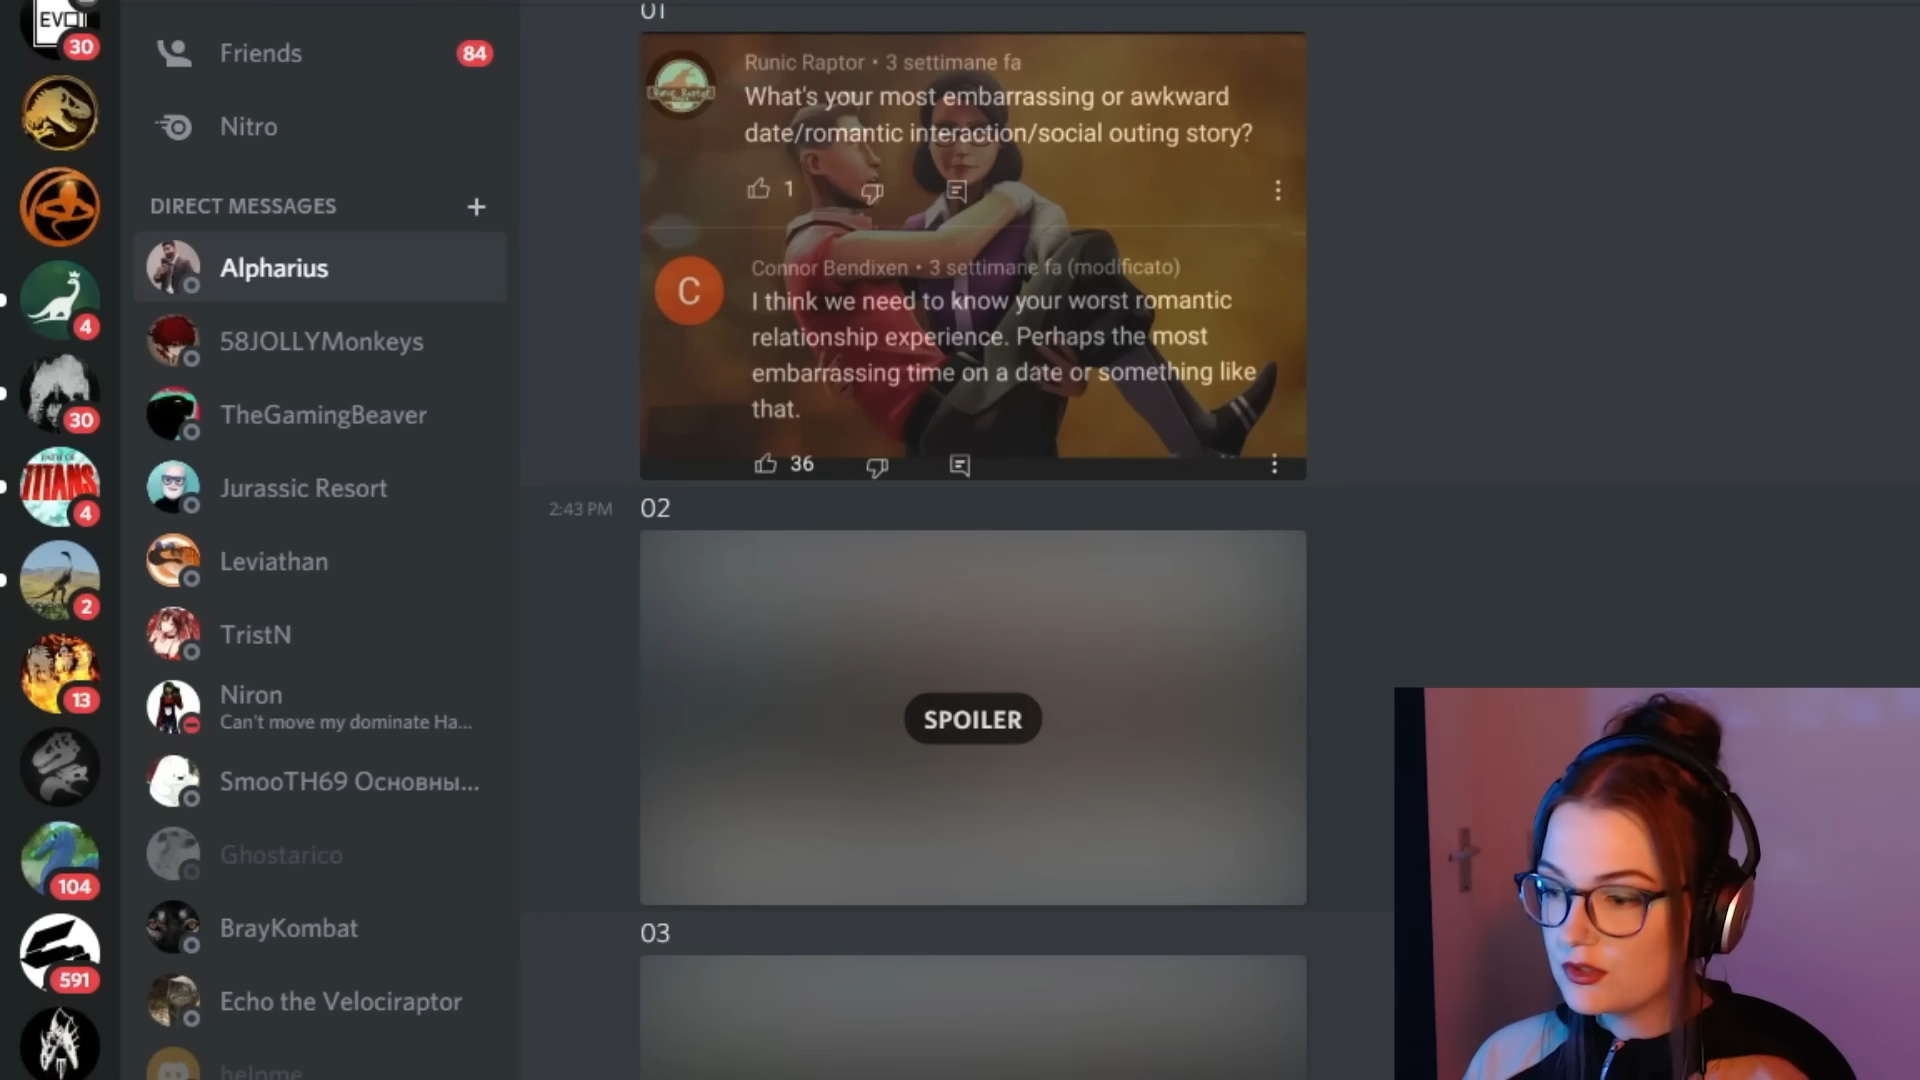 EVO
30
Friends
84
Nitro
DIRECT MESSAGES
+
Alpharius
58JOLLYMonkeys
TheGamingBeaver
Jurassic Resort
Leviathan
TristN
Niron
Can't move my dominate Ha...
SmooTH69 Основны...
Ghostarico
BrayKombat
Echo the Velociraptor
helpme
4
30
PATH OF
TITANS
4
2
13
104
591
01
Runic Raptor • 3 settimane fa
What's your most embarrassing or awkward
date/romantic interaction/social outing story?
1
C
Connor Bendixen • 3 settimane fa (modificato)
I think we need to know your worst romantic
relationship experience. Perhaps the most
embarrassing time on a date or something like
that.
36
2:43 PM
02
SPOILER
03